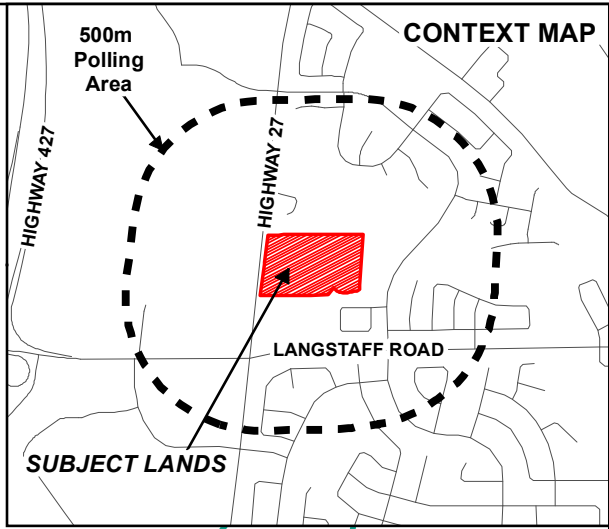 CONTEXT MAP
500m
Polling
Area
HIGHWAY 427
HIGHWAY 27
LANGSTAFF ROAD
SUBJECT LANDS